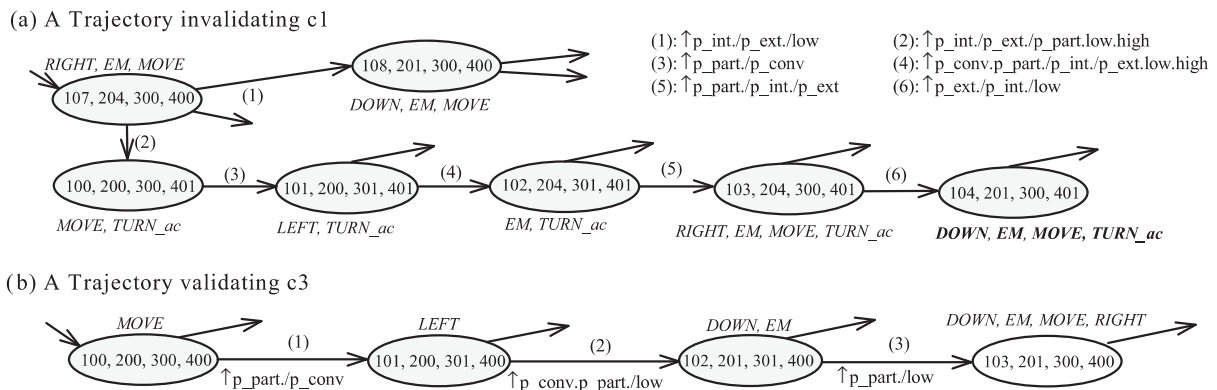 (a) A Trajectory invalidating c1
(1): ↑p_int./p_ext./low
(2): ↑p_int./p_ext./p_part.low.high
(3): ↑p_part./p_conv
(4): ↑p_conv.p_part./p_int./p_ext.low.high
(5): ↑p_part./p_int./p_ext
(6): ↑p_ext./p_int./low
RIGHT, EM, MOVE
107, 204, 300, 400
(1)
108, 201, 300, 400
DOWN, EM, MOVE
(2)
100, 200, 300, 401
(3)
101, 200, 301, 401
(4)
102, 204, 301, 401
(5)
103, 204, 300, 401
(6)
104, 201, 300, 401
MOVE, TURN_ac
LEFT, TURN_ac
EM, TURN_ac
RIGHT, EM, MOVE, TURN_ac
DOWN, EM, MOVE, TURN_ac
(b) A Trajectory validating c3
MOVE
LEFT
DOWN, EM
DOWN, EM, MOVE, RIGHT
100, 200, 300, 400
(1)
101, 200, 301, 400
(2)
102, 201, 301, 400
(3)
103, 201, 300, 400
↑p_part./p_conv
↑p_conv.p_part./low
↑p_part./low